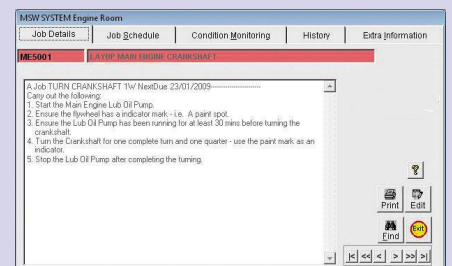 MSW SYSTEM Engine Room
Job Details Job Schedule Condition Monitoring History Extra Information
ME5001 LAYUP MAIN ENGINE CRANKSHAFT
A Job TURN CRANKSHAFT 1W NextDue 23/01/2009-----------------------
Carry out the following:
1. Start the Main Engine Lub Oil Pump.
2. Ensure the flywheel has a indicator mark - i.e. A paint spot.
3. Ensure the Lub Oil Pump has been running for at least 30 mins before turning the
crankshaft.
4. Turn the Crankshaft for one complete turn and one quarter - use the paint mark as an
indicator.
5. Stop the Lub Oil Pump after completing the turning.
?
Print Edit
Find Exit
|< << < > >> >|